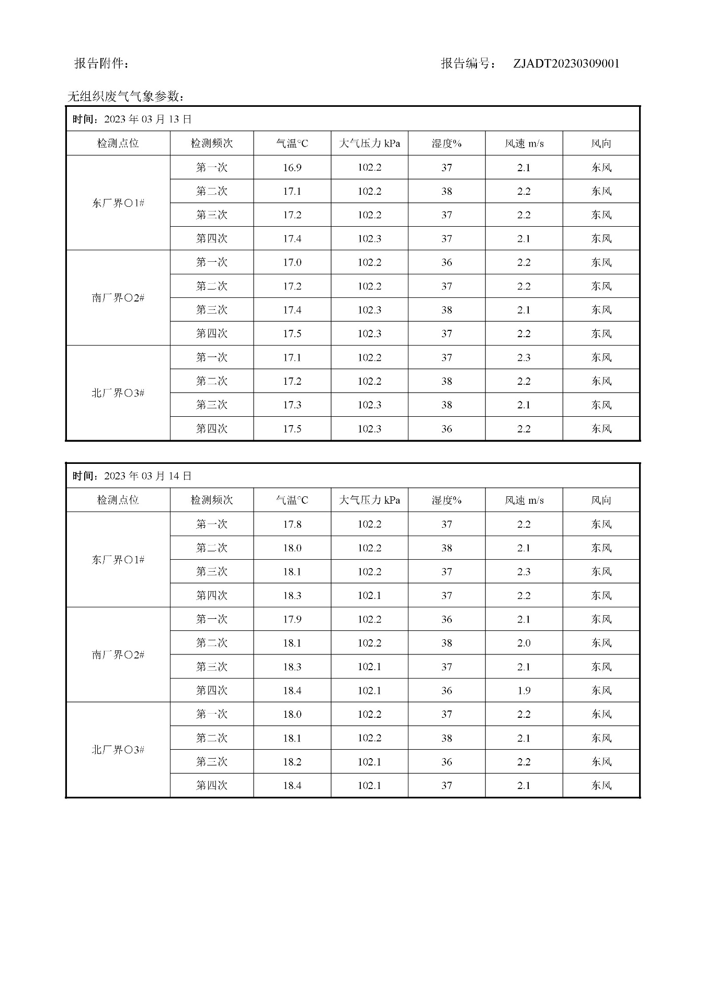 报告附件： 报告编号： ZJADT20230309001
无组织废气气象参数：
时间：2023 年 03 月 13 日
检测点位 检测频次 气温℃ 大气压力 kPa 湿度% 风速 m/s 风向
东厂界○1# 第一次 16.9 102.2 37 2.1 东风
第二次 17.1 102.2 38 2.2 东风
第三次 17.2 102.2 37 2.2 东风
第四次 17.4 102.3 37 2.1 东风
南厂界○2# 第一次 17.0 102.2 36 2.2 东风
第二次 17.2 102.2 37 2.2 东风
第三次 17.4 102.3 38 2.1 东风
第四次 17.5 102.3 37 2.2 东风
北厂界○3# 第一次 17.1 102.2 37 2.3 东风
第二次 17.2 102.2 38 2.2 东风
第三次 17.3 102.3 38 2.1 东风
第四次 17.5 102.3 36 2.2 东风
时间：2023 年 03 月 14 日
检测点位 检测频次 气温℃ 大气压力 kPa 湿度% 风速 m/s 风向
东厂界○1# 第一次 17.8 102.2 37 2.2 东风
第二次 18.0 102.2 38 2.1 东风
第三次 18.1 102.2 37 2.3 东风
第四次 18.3 102.1 37 2.2 东风
南厂界○2# 第一次 17.9 102.2 36 2.1 东风
第二次 18.1 102.2 38 2.0 东风
第三次 18.3 102.1 37 2.1 东风
第四次 18.4 102.1 36 1.9 东风
北厂界○3# 第一次 18.0 102.2 37 2.2 东风
第二次 18.1 102.2 38 2.1 东风
第三次 18.2 102.1 36 2.2 东风
第四次 18.4 102.1 37 2.1 东风